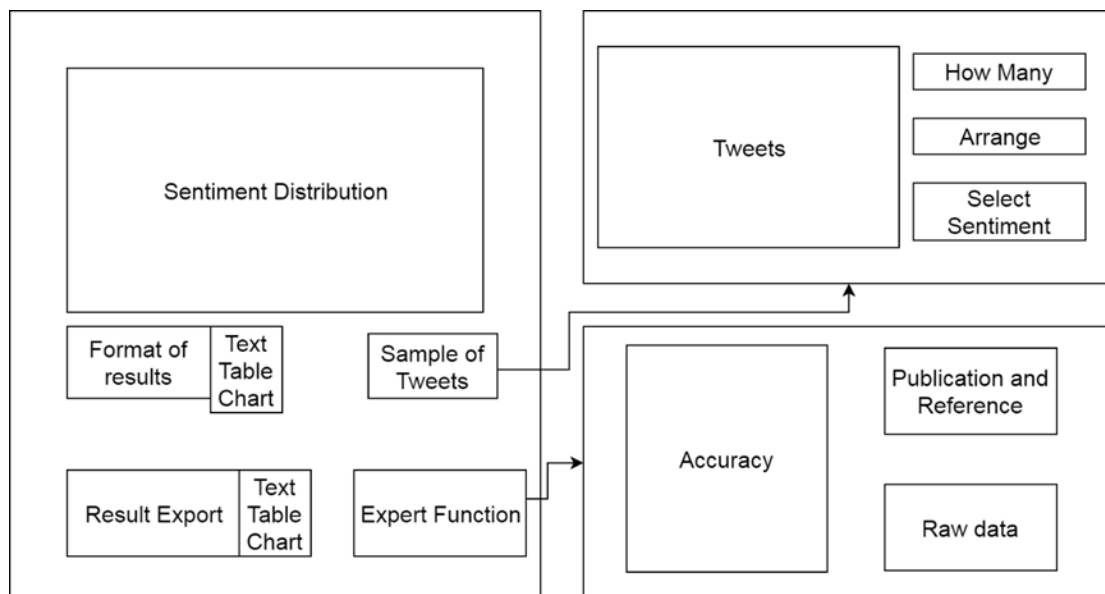 Sentiment Distribution
Format of
results
Text
Table
Chart
Sample of
Tweets
Result Export
Text
Table
Chart
Expert Function
Tweets
How Many
Arrange
Select
Sentiment
Accuracy
Publication and
Reference
Raw data